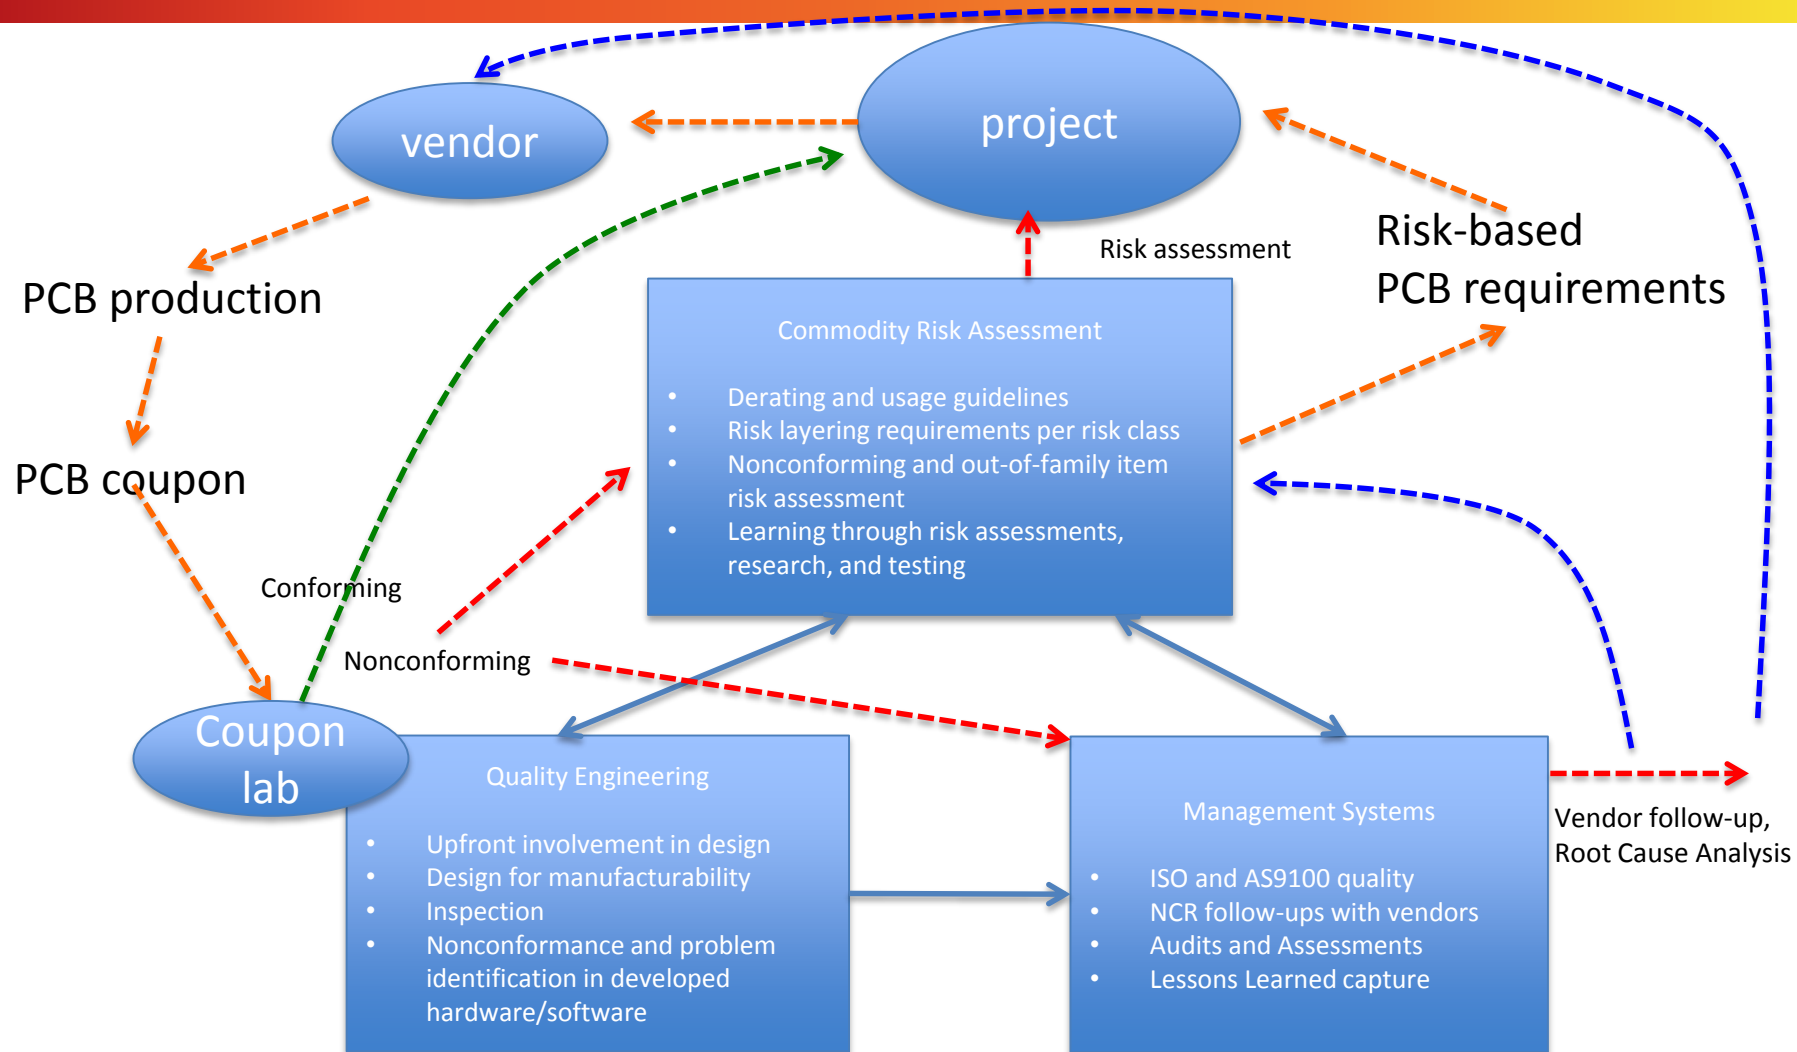 vendor
project
Risk-based
PCB requirements
Risk assessment
PCB production
Commodity Risk Assessment
• Derating and usage guidelines
• Risk layering requirements per risk class
• Nonconforming and out-of-family item
risk assessment
• Learning through risk assessments,
research, and testing
PCB coupon
Conforming
Nonconforming
Coupon
lab
Quality Engineering
• Upfront involvement in design
• Design for manufacturability
• Inspection
• Nonconformance and problem
identification in developed
hardware/software
Management Systems
• ISO and AS9100 quality
• NCR follow-ups with vendors
• Audits and Assessments
• Lessons Learned capture
Vendor follow-up,
Root Cause Analysis